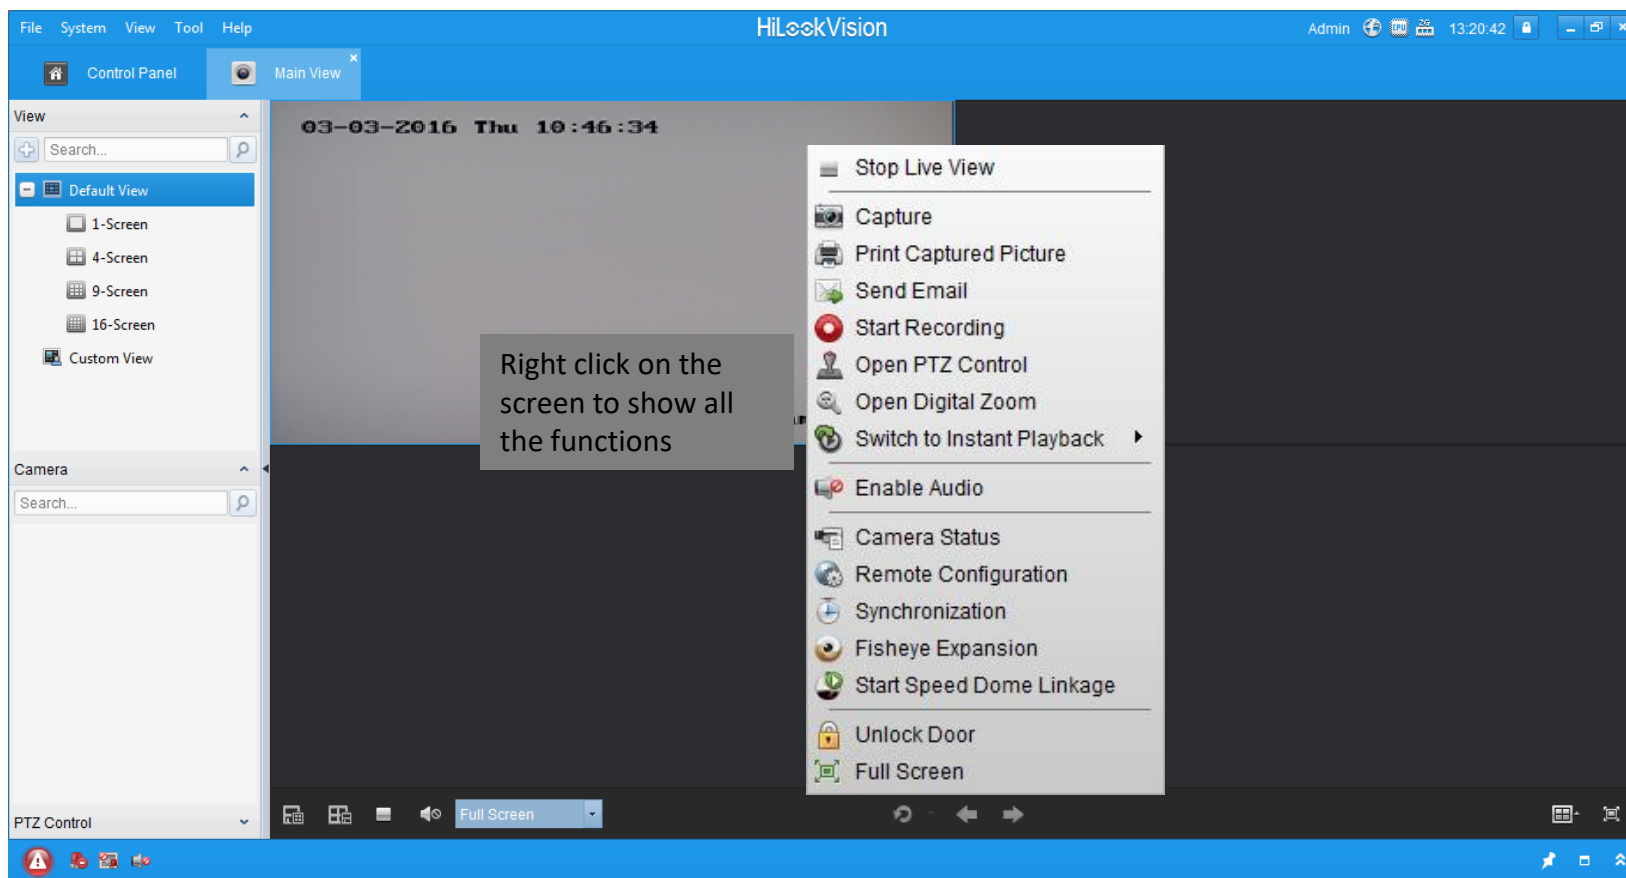 File System View Tool Help
HiLookVision
Admin 2G 13:20:42
Control Panel
Main View
View
Search...
Default View
1-Screen
4-Screen
9-Screen
16-Screen
Custom View
Camera
Search...
PTZ Control
03-03-2016 Thu 10:46:34
Right click on the
screen to show all
the functions
Stop Live View
Capture
Print Captured Picture
Send Email
Start Recording
Open PTZ Control
Open Digital Zoom
Switch to Instant Playback
Enable Audio
Camera Status
Remote Configuration
Synchronization
Fisheye Expansion
Start Speed Dome Linkage
Unlock Door
Full Screen
Full Screen